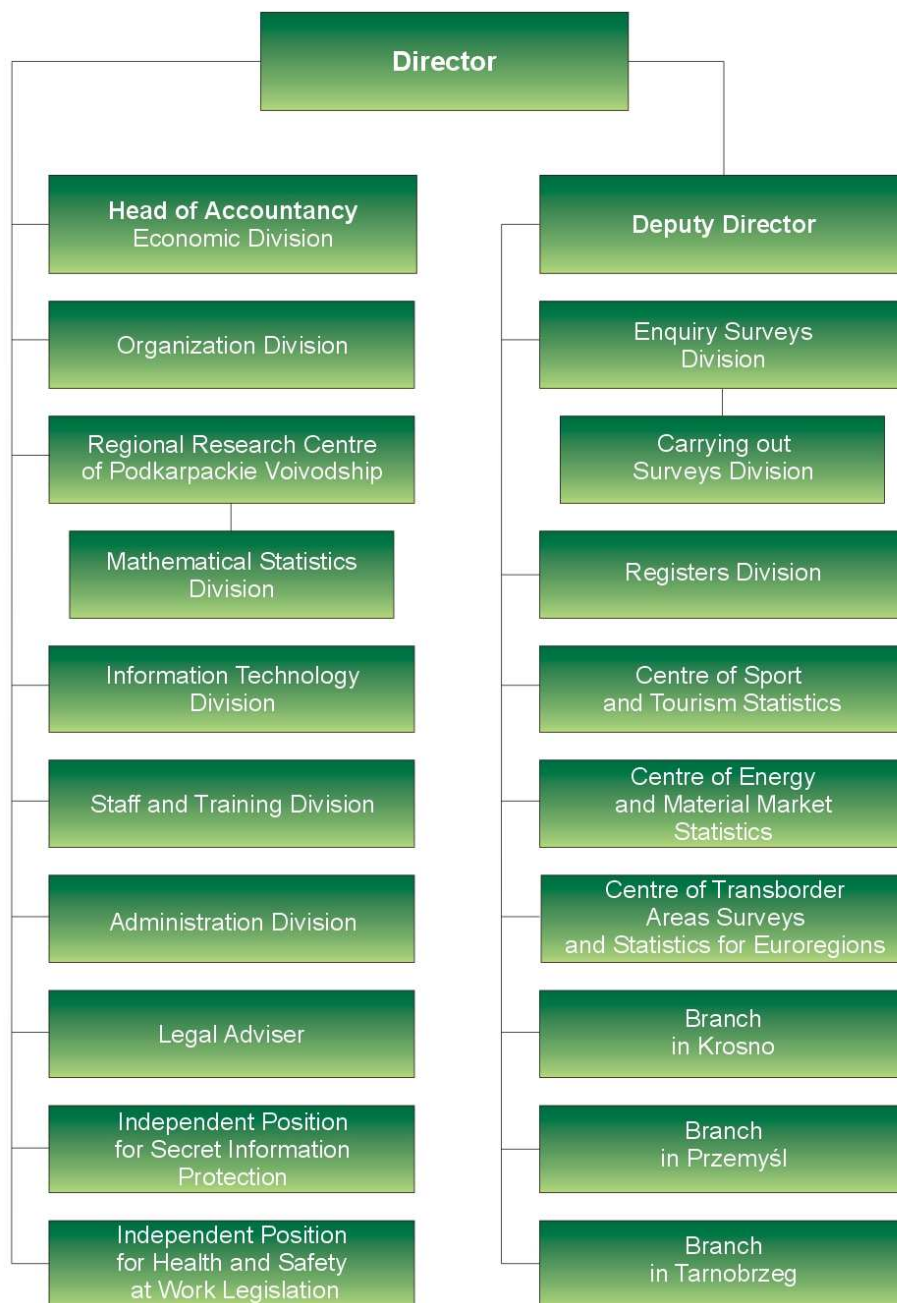 Director
Head of Accountancy
Economic Division
Organization Division
Regional Research Centre
of Podkarpackie Voivodship
Mathematical Statistics
Division
Information Technology
Division
Staff and Training Division
Administration Division
Legal Adviser
Independent Position
for Secret Information
Protection
Independent Position
for Health and Safety
at Work Legislation
Deputy Director
Enquiry Surveys
Division
Carrying out
Surveys Division
Registers Division
Centre of Sport
and Tourism Statistics
Centre of Energy
and Material Market
Statistics
Centre of Transborder
Areas Surveys
and Statistics for Euroregions
Branch
in Krosno
Branch
in Przemyśl
Branch
in Tarnobrzeg